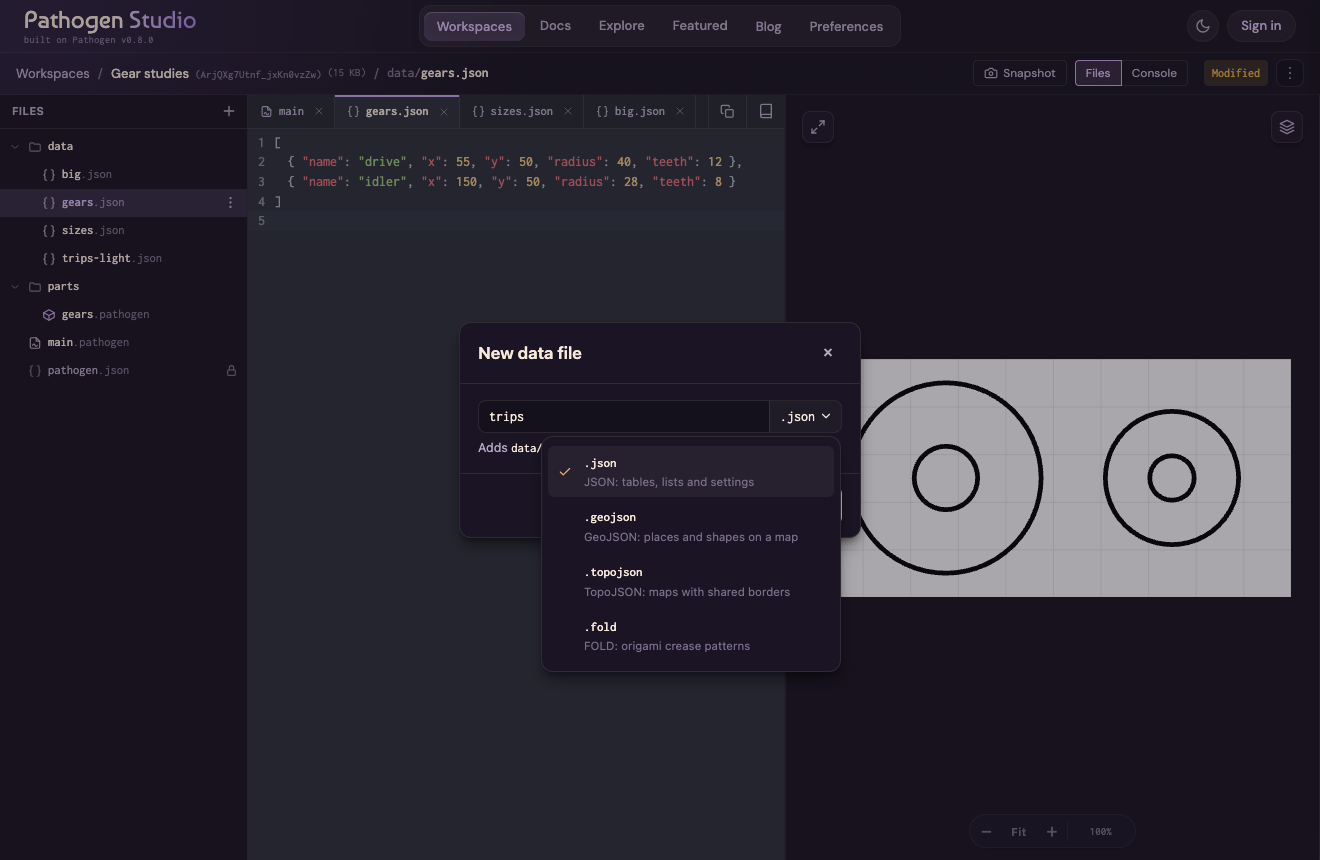 Pathogen Studio
built on Pathogen v0.8.0
Workspaces Docs Explore Featured Blog Preferences
Sign in
Workspaces / Gear studies (ArjQXg7Utnf_jxKn0vzZw) (15 KB) / data/gears.json
Snapshot Files Console Modified
FILES
data
{} big.json
{} gears.json
{} sizes.json
{} trips-light.json
parts
gears.pathogen
main.pathogen
{} pathogen.json
main {} gears.json {} sizes.json {} big.json
1 [
2 { "name": "drive", "x": 55, "y": 50, "radius": 40, "teeth": 12 },
3 { "name": "idler", "x": 150, "y": 50, "radius": 28, "teeth": 8 }
4 ]
5
New data file
trips .json
Adds data/
.json
JSON: tables, lists and settings
.geojson
GeoJSON: places and shapes on a map
.topojson
TopoJSON: maps with shared borders
.fold
FOLD: origami crease patterns
Fit 100%